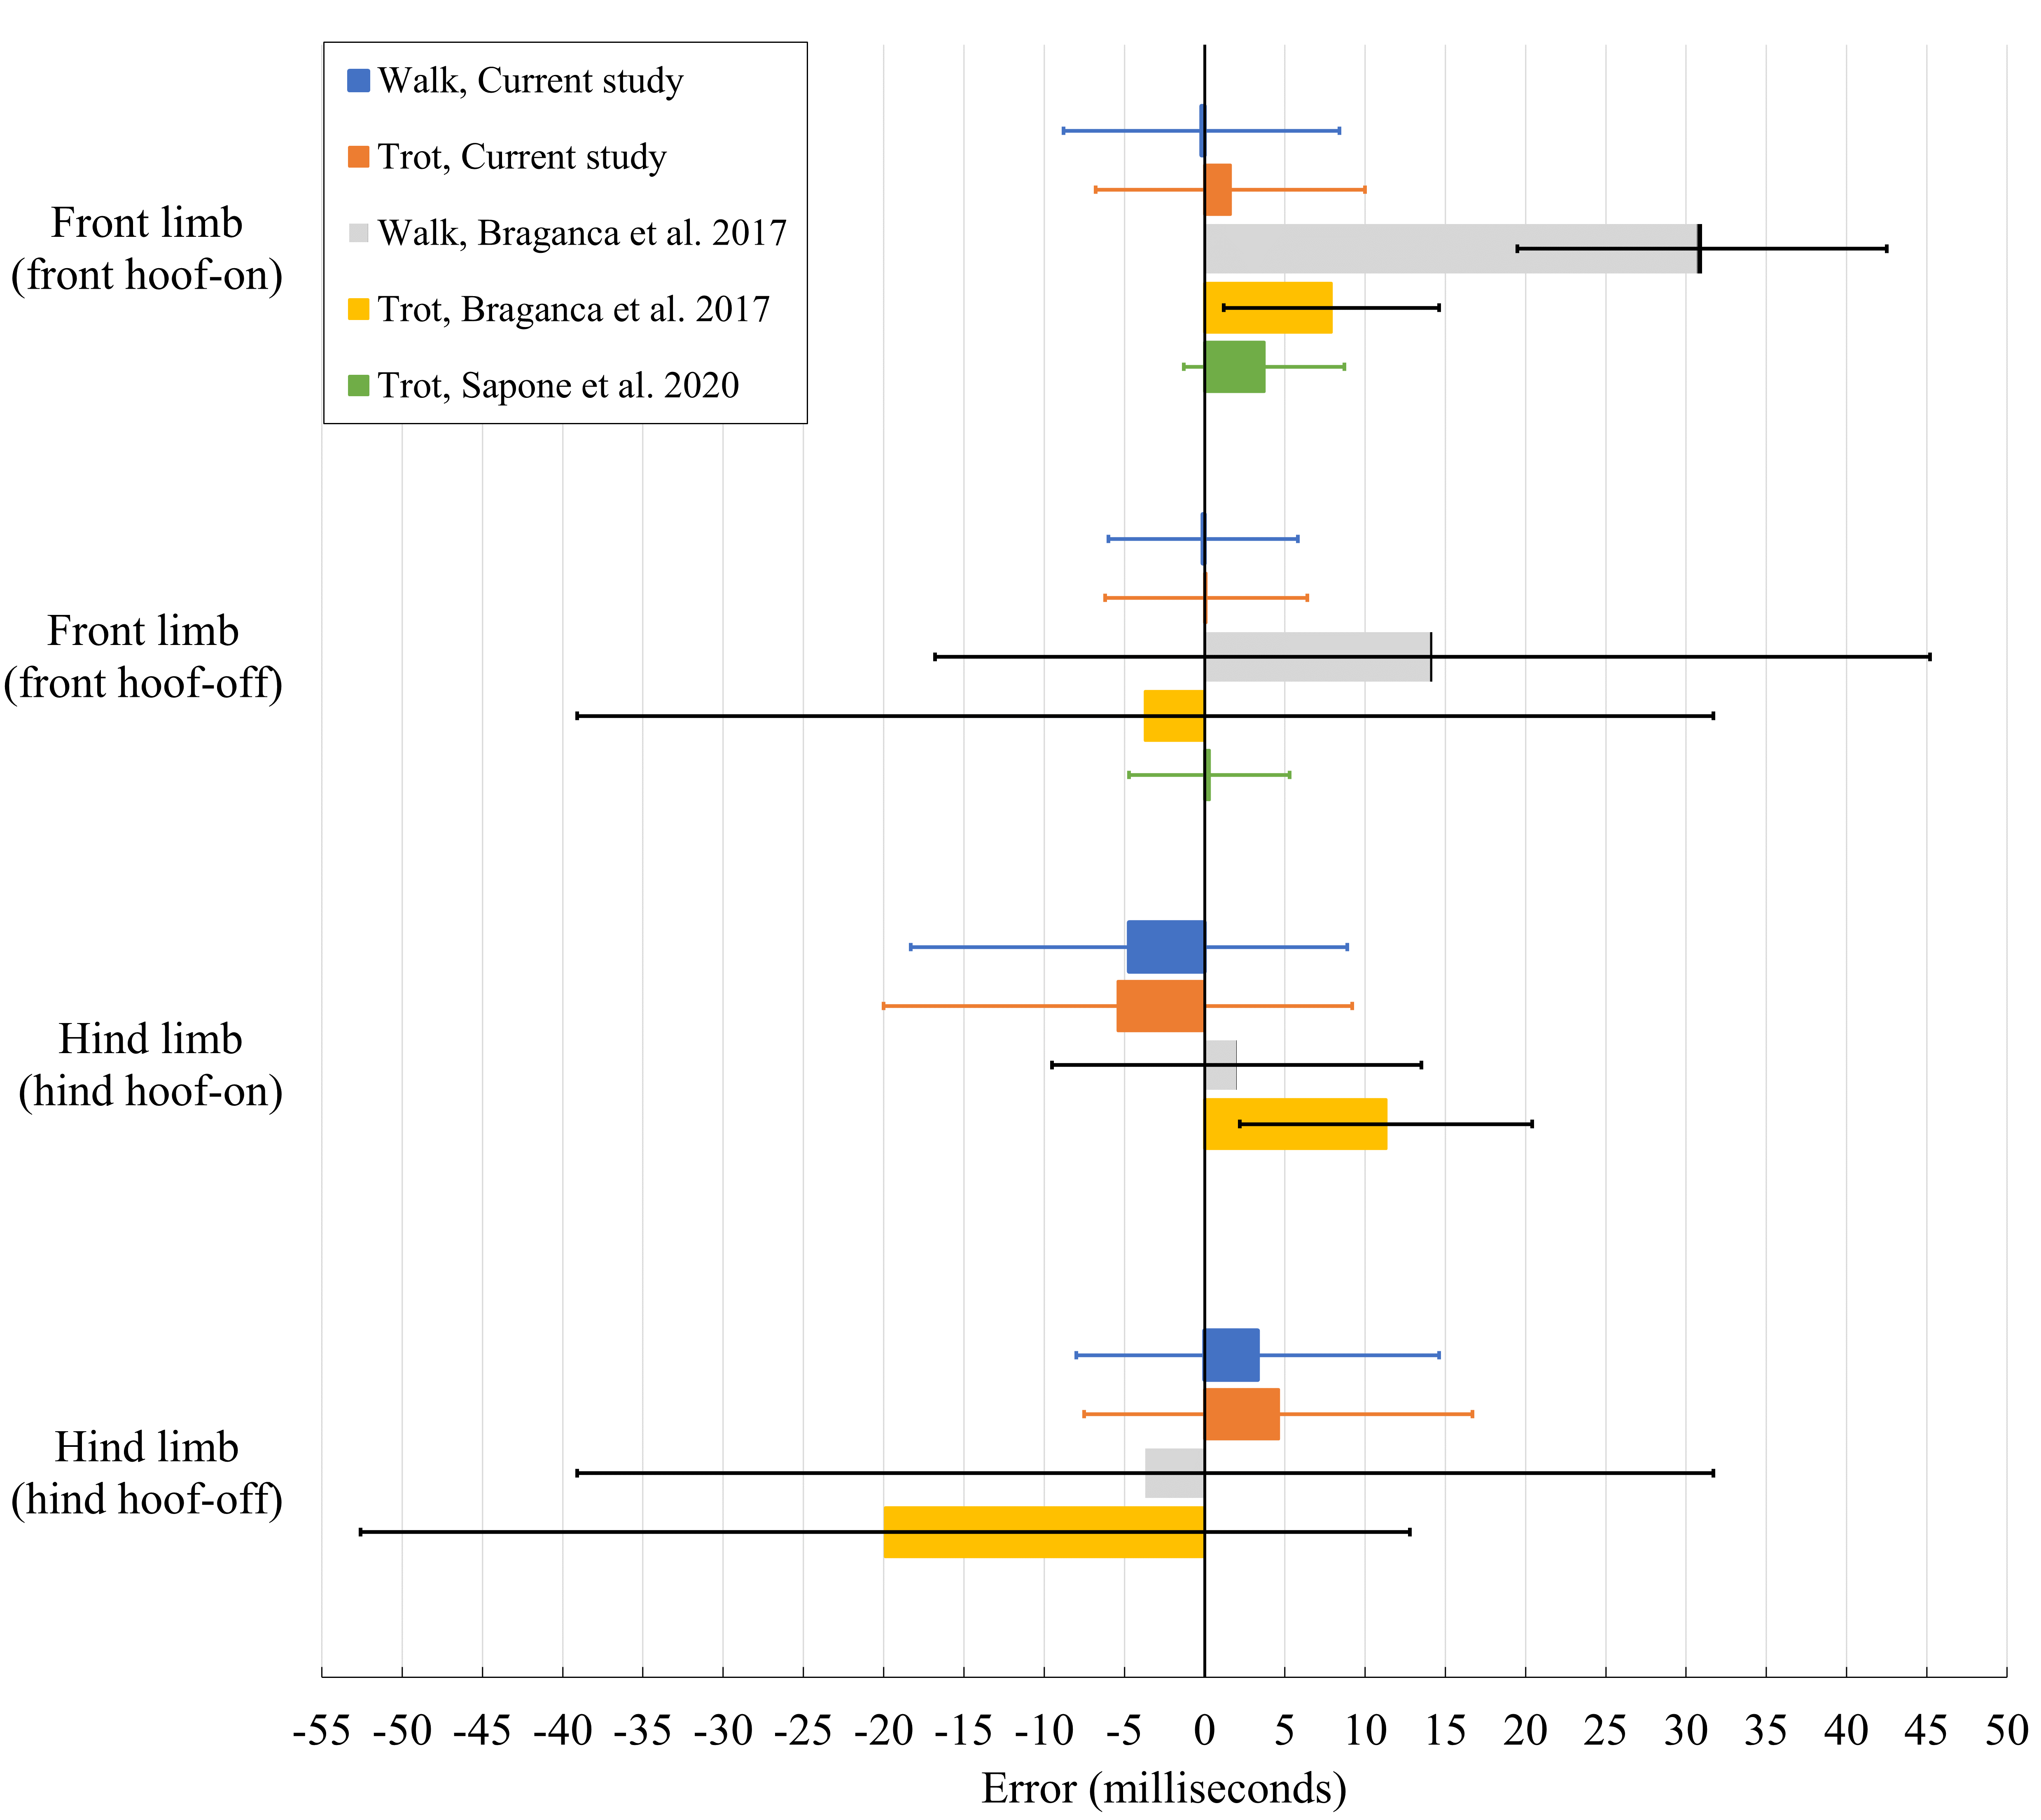 Walk, Current study
Trot, Current study
Walk, Braganca et al. 2017
Trot, Braganca et al. 2017
Trot, Sapone et al. 2020
Front limb
(front hoof-on)
Front limb
(front hoof-off)
Hind limb
(hind hoof-on)
Hind limb
(hind hoof-off)
-55 -50 -45 -40 -35 -30 -25 -20 -15 -10 -5 0 5 10 15 20 25 30 35 40 45 50
Error (milliseconds)